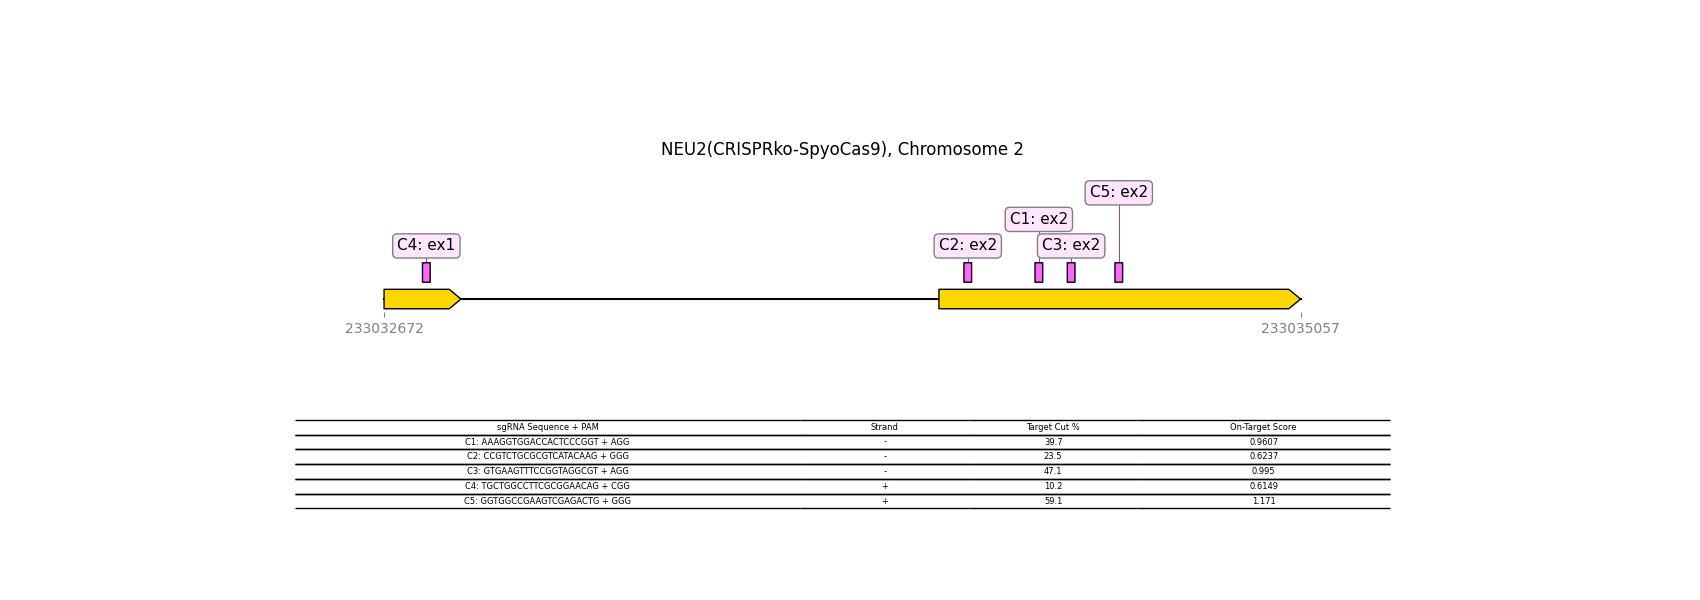 NEU2(CRISPRko-SpyoCas9), Chromosome 2
C5: ex2
C1: ex2
C4: ex1 C2: ex2 C3: ex2
233032672 233035057
sgRNA Sequence + PAM Strand Target Cut % On-Target Score
C1: AAAGGTGGACCACTCCCGGT + AGG - 39.7 0.9607
C2: CCGTCTGCGCGTCATACAAG + GGG - 23.5 0.6237
C3: GTGAAGTTTCCGGTAGGCGT + AGG - 47.1 0.995
C4: TGCTGGCCTTCGCGGAACAG + CGG + 10.2 0.6149
C5: GGTGGCCGAAGTCGAGACTG + GGG + 59.1 1.171